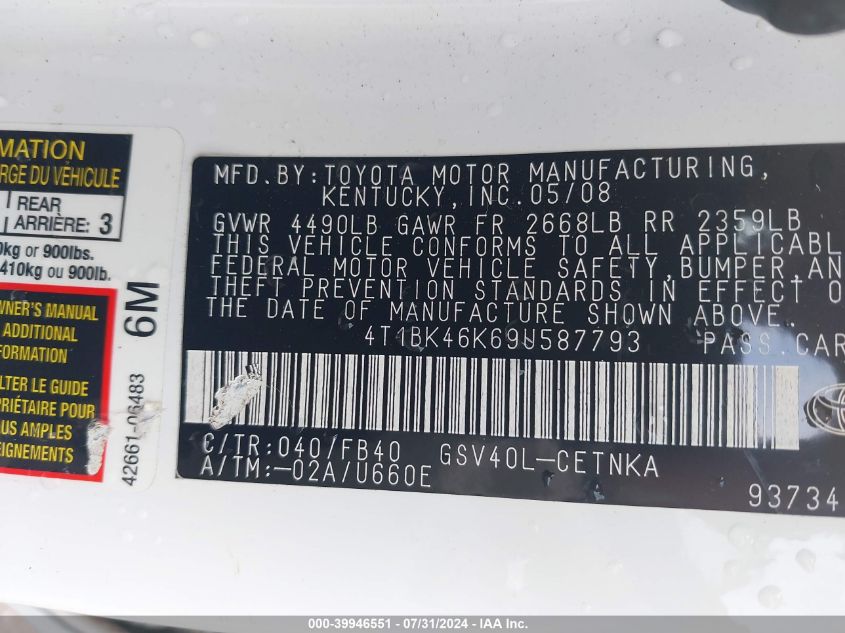 MATION
RGE DU VÉHICULE
REAR
ARRIÈRE: 3
0kg or 900lbs.
410kg ou 900lb.
WNER'S MANUAL
ADDITIONAL
FORMATION
LTER LE GUIDE
PRIÉTAIRE POUR
US AMPLES
EIGNEMENTS
6M
42661-06483
MFD.BY:TOYOTA MOTOR MANUFACTURING,
KENTUCKY,INC.05/08
GVWR 4490LB GAWR FR 2668LB RR 2359LB
THIS VEHICLE CONFORMS TO ALL APPLICABL
FEDERAL MOTOR VEHICLE SAFETY,BUMPER,AN
THEFT PREVENTION STANDARDS IN EFFECT O
THE DATE OF MANUFACTURE SHOWN ABOVE.
4T1BK46K69U587793 PASS.CAR
C/TR:040/FB40 GSV40L-CETNKA
A/TM:-02A/U660E
93734
000-39946551 - 07/31/2024 - IAA Inc.